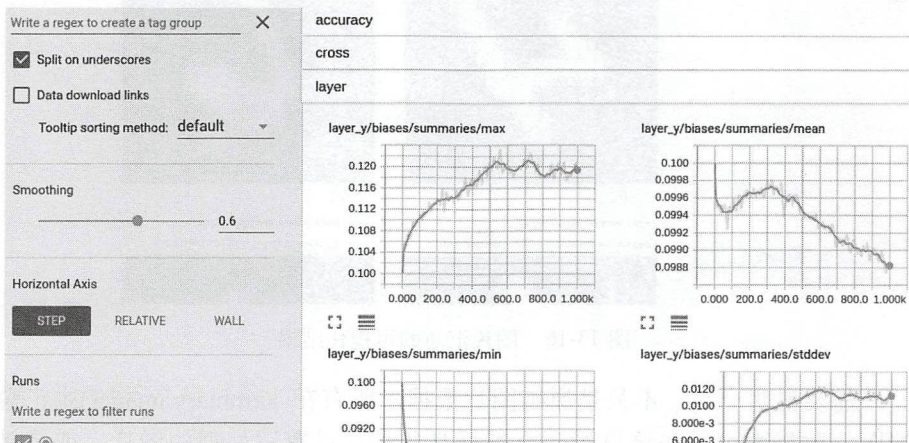 Write a regex to create a tag group
Split on underscores
Data download links
Tooltip sorting method: default
Smoothing
0.6
Horizontal Axis
STEP RELATIVE WALL
Runs
Write a regex to filter runs
accuracy
cross
layer
layer_y/biases/summaries/max
0.120
0.116
0.112
0.108
0.104
0.100
0.000 200.0 400.0 600.0 800.0 1.000k
layer_y/biases/summaries/mean
0.100
0.0998
0.0996
0.0994
0.0990
0.0990
0.0988
0.000 200.0 400.0 600.0 800.0 1.000k
layer_y/biases/summaries/min
0.100
0.0960
0.0920
layer_y/biases/summaries/stddev
0.0120
0.0100
8.000e-3
6.000e-3